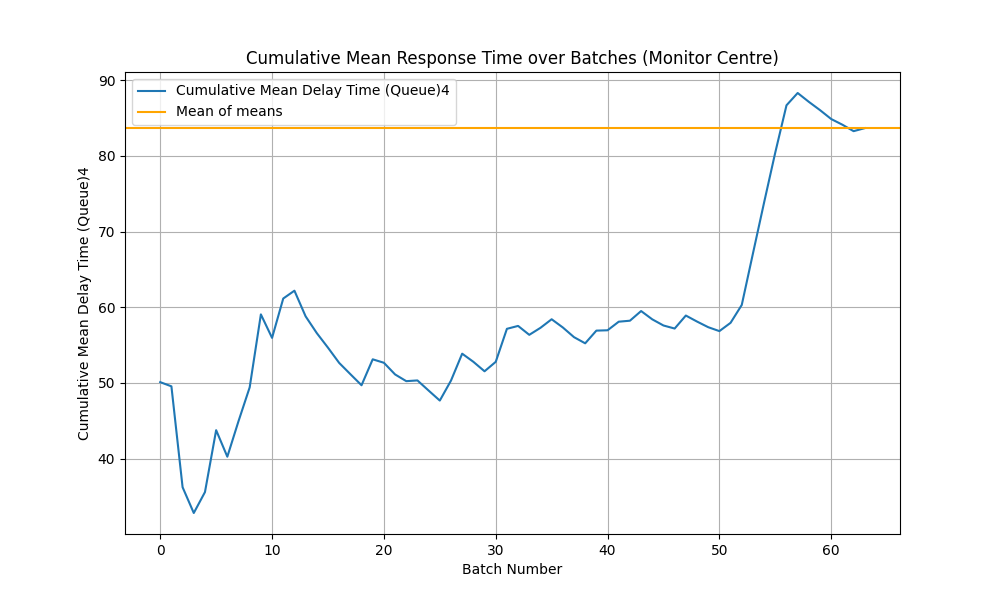 Cumulative Mean Response Time over Batches (Monitor Centre)
Cumulative Mean Delay Time (Queue)4
Mean of means
Cumulative Mean Delay Time (Queue)4
90
80
70
60
50
40
0 10 20 30 40 50 60
Batch Number